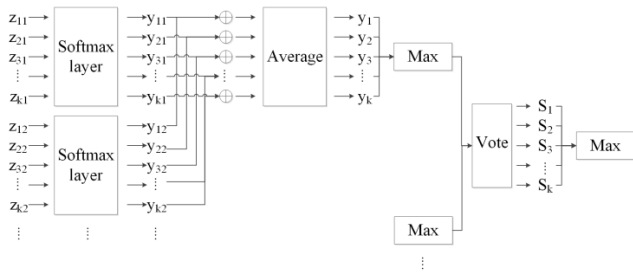 z11 y11 y1
z21 Softmax y21 y2
z31 layer y31 Average y3 Max
⋮ ⋮ ⋮ ⋮
zk1 yk1 yk
S1
z12 y12 S2
z22 Softmax y22 Vote S3 Max
z32 layer y32 ⋮
⋮ ⋮ Sk
zk2 yk2
⋮ ⋮ ⋮ Max
⋮